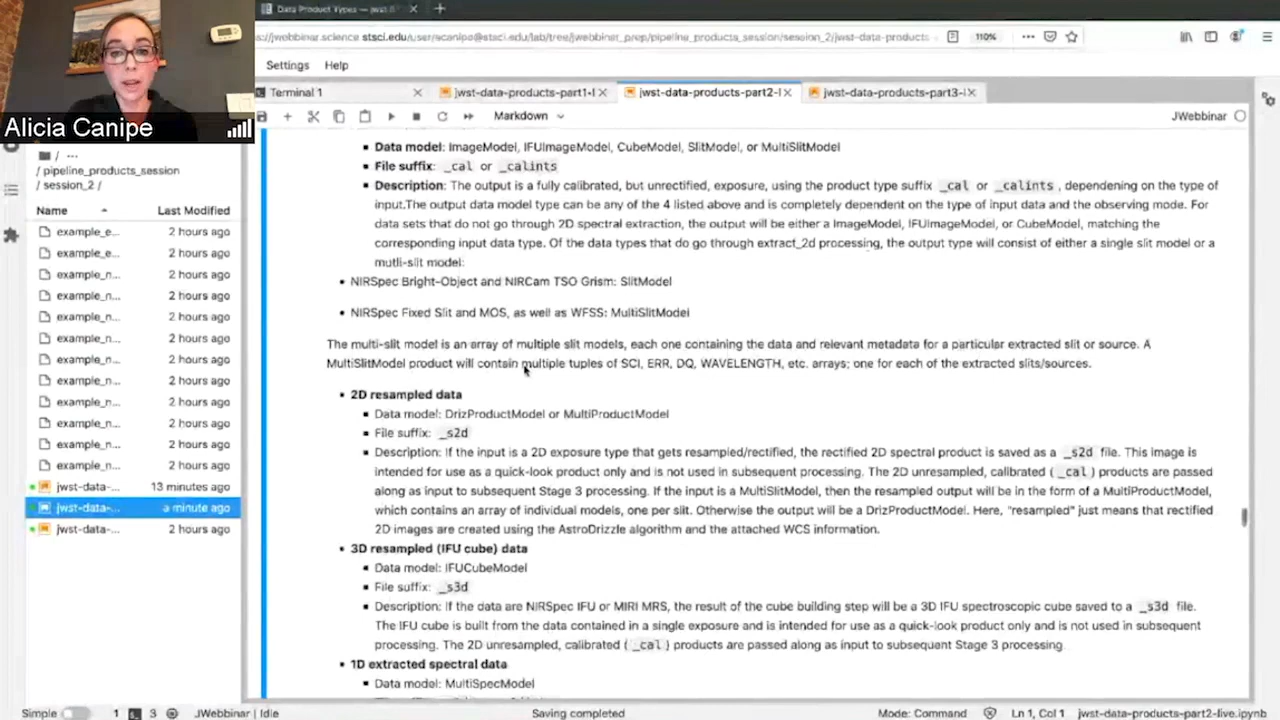 Data Product Types — jwst
110%
Settings Help
Alicia Canipe
Terminal 1
jwst-data-products-part1-l
jwst-data-products-part2-l
jwst-data-products-part3-l
Markdown
JWebbinar
/ ...
/ pipeline_products_session
/ session_2 /
Name Last Modified
example_e... 2 hours ago
example_e... 2 hours ago
example_n... 2 hours ago
example_n... 2 hours ago
example_n... 2 hours ago
example_n... 2 hours ago
example_n... 2 hours ago
example_n... 2 hours ago
example_n... 2 hours ago
example_n... 2 hours ago
example_n... 2 hours ago
example_n... 2 hours ago
jwst-data-... 13 minutes ago
jwst-data-... a minute ago
jwst-data-... 2 hours ago
Data model: ImageModel, IFUImageModel, CubeModel, SlitModel, or MultiSlitModel
File suffix: _cal or _calints
Description: The output is a fully calibrated, but unrectified, exposure, using the product type suffix _cal or _calints , dependening on the type of
input.The output data model type can be any of the 4 listed above and is completely dependent on the type of input data and the observing mode. For
data sets that do not go through 2D spectral extraction, the output will be either a ImageModel, IFUImageModel, or CubeModel, matching the
corresponding input data type. Of the data types that do go through extract_2d processing, the output type will consist of either a single slit model or a
mutli-slit model:
NIRSpec Bright-Object and NIRCam TSO Grism: SlitModel
NIRSpec Fixed Slit and MOS, as well as WFSS: MultiSlitModel
The multi-slit model is an array of multiple slit models, each one containing the data and relevant metadata for a particular extracted slit or source. A
MultiSlitModel product will contain multiple tuples of SCI, ERR, DQ, WAVELENGTH, etc. arrays; one for each of the extracted slits/sources.
2D resampled data
Data model: DrizProductModel or MultiProductModel
File suffix: _s2d
Description: If the input is a 2D exposure type that gets resampled/rectified, the rectified 2D spectral product is saved as a _s2d file. This image is
intended for use as a quick-look product only and is not used in subsequent processing. The 2D unresampled, calibrated ( _cal ) products are passed
along as input to subsequent Stage 3 processing. If the input is a MultiSlitModel, then the resampled output will be in the form of a MultiProductModel,
which contains an array of individual models, one per slit. Otherwise the output will be a DrizProductModel. Here, "resampled" just means that rectified
2D images are created using the AstroDrizzle algorithm and the attached WCS information.
3D resampled (IFU cube) data
Data model: IFUCubeModel
File suffix: _s3d
Description: If the data are NIRSpec IFU or MIRI MRS, the result of the cube building step will be a 3D IFU spectroscopic cube saved to a _s3d file.
The IFU cube is built from the data contained in a single exposure and is intended for use as a quick-look product only and is not used in subsequent
processing. The 2D unresampled, calibrated ( _cal ) products are passed along as input to subsequent Stage 3 processing.
1D extracted spectral data
Data model: MultiSpecModel
Simple 1 3 JWebbinar | Idle Saving completed Mode: Command Ln 1, Col 1 jwst-data-products-part2-live.ipynb